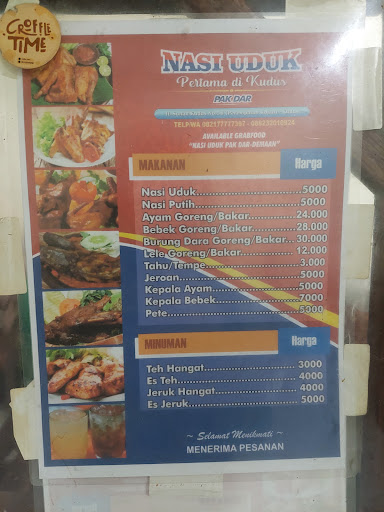 CROFFLE
TIME
NASI UDUK
Pertama di Kudus
PAK DAR
AVAILABLE GRABFOOD
"NASI UDUK PAK DAR-DEMAAN"
MAKANAN Harga
Nasi Uduk 5000
Nasi Putih 5000
Ayam Goreng/Bakar 24.000
Bebek Goreng/Bakar 28.000
Burung Dara Goreng/Bakar 30.000
Lele Goreng/Bakar 12.000
Tahu/Tempe 3.000
Jeroan 5000
Kepala Ayam 5000
Kepala Bebek 7000
Pete 5000
MINUMAN Harga
Teh Hangat 3000
Es Teh 4000
Jeruk Hangat 4000
Es Jeruk 5000
~ Selamat Menikmati ~
MENERIMA PESANAN